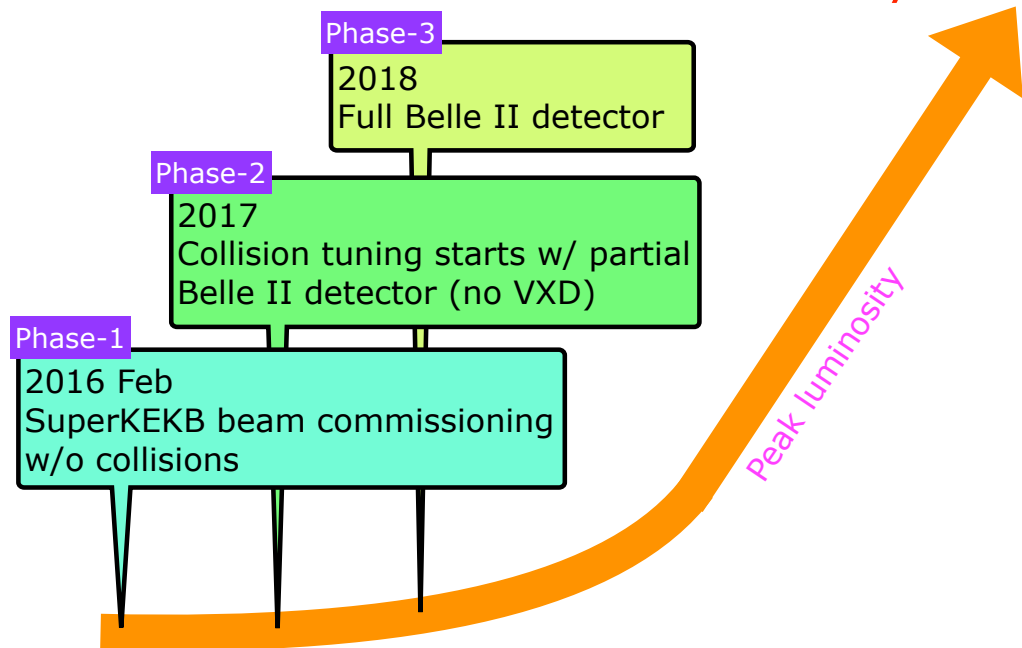 Phase-3
2018
Full Belle II detector
Phase-2
2017
Collision tuning starts w/ partial
Belle II detector (no VXD)
Phase-1
2016 Feb
SuperKEKB beam commissioning
w/o collisions
Peak luminosity